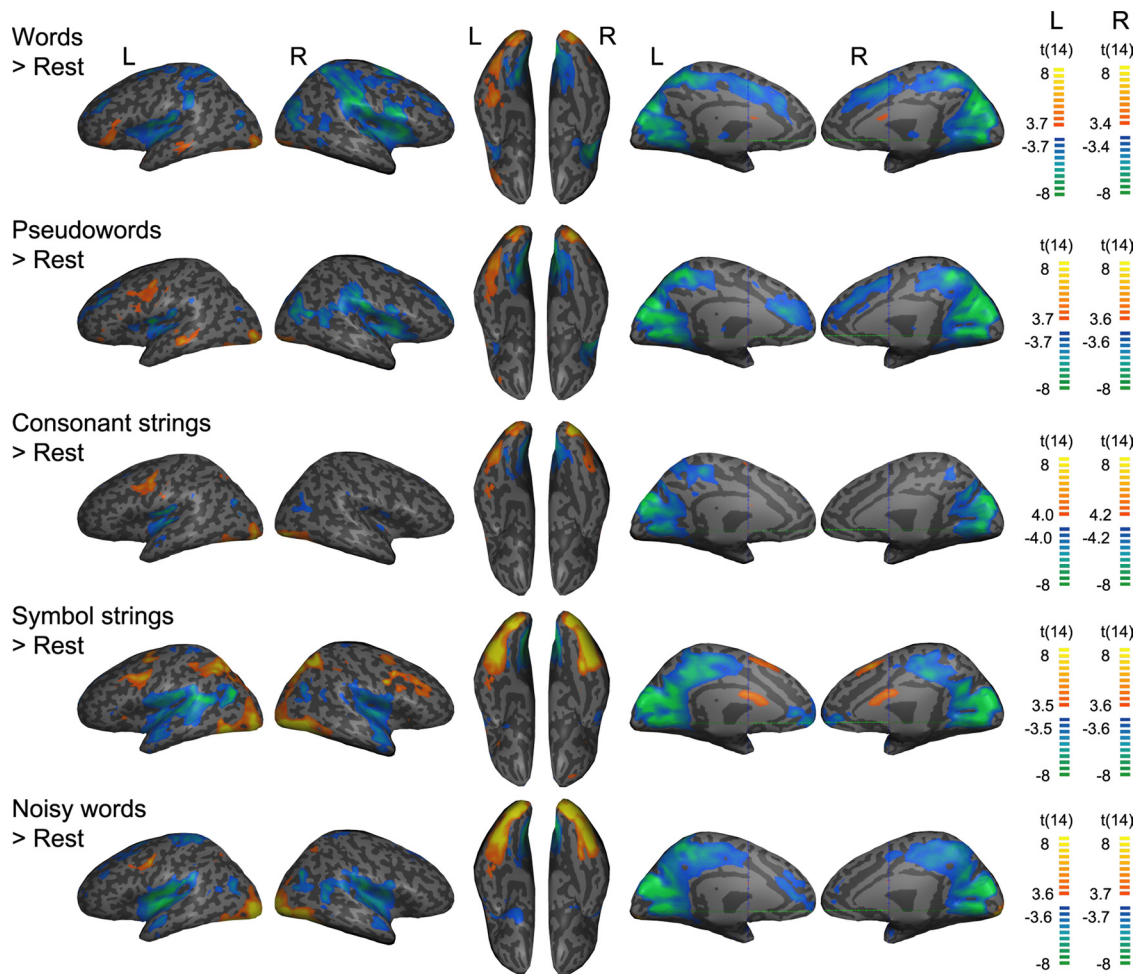 L R
Words
> Rest
L R L R L R
t(14) t(14)
8 8
3.7 3.4
-3.7 -3.4
-8 -8
Pseudowords
> Rest
t(14) t(14)
8 8
3.7 3.6
-3.7 -3.6
-8 -8
Consonant strings
> Rest
t(14) t(14)
8 8
4.0 4.2
-4.0 -4.2
-8 -8
Symbol strings
> Rest
t(14) t(14)
8 8
3.5 3.6
-3.5 -3.6
-8 -8
Noisy words
> Rest
t(14) t(14)
8 8
3.6 3.7
-3.6 -3.7
-8 -8